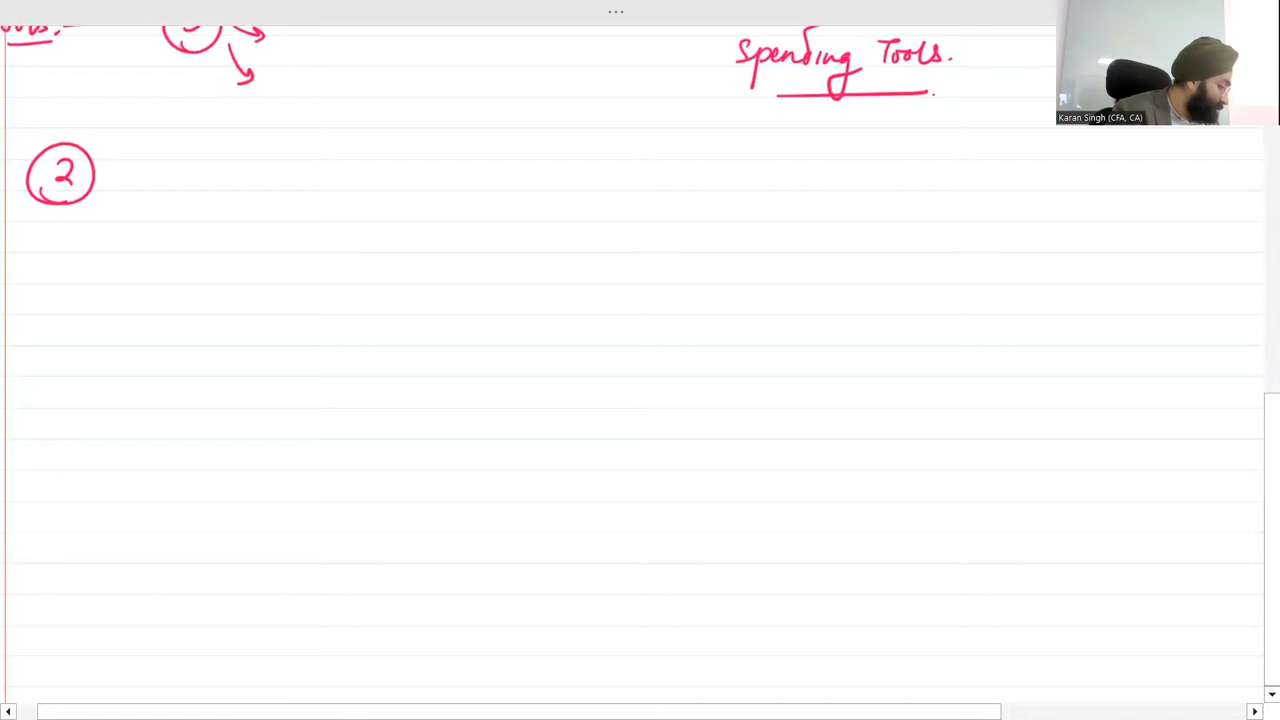 Spending Tools.
Karan Singh (CFA, CA)
2